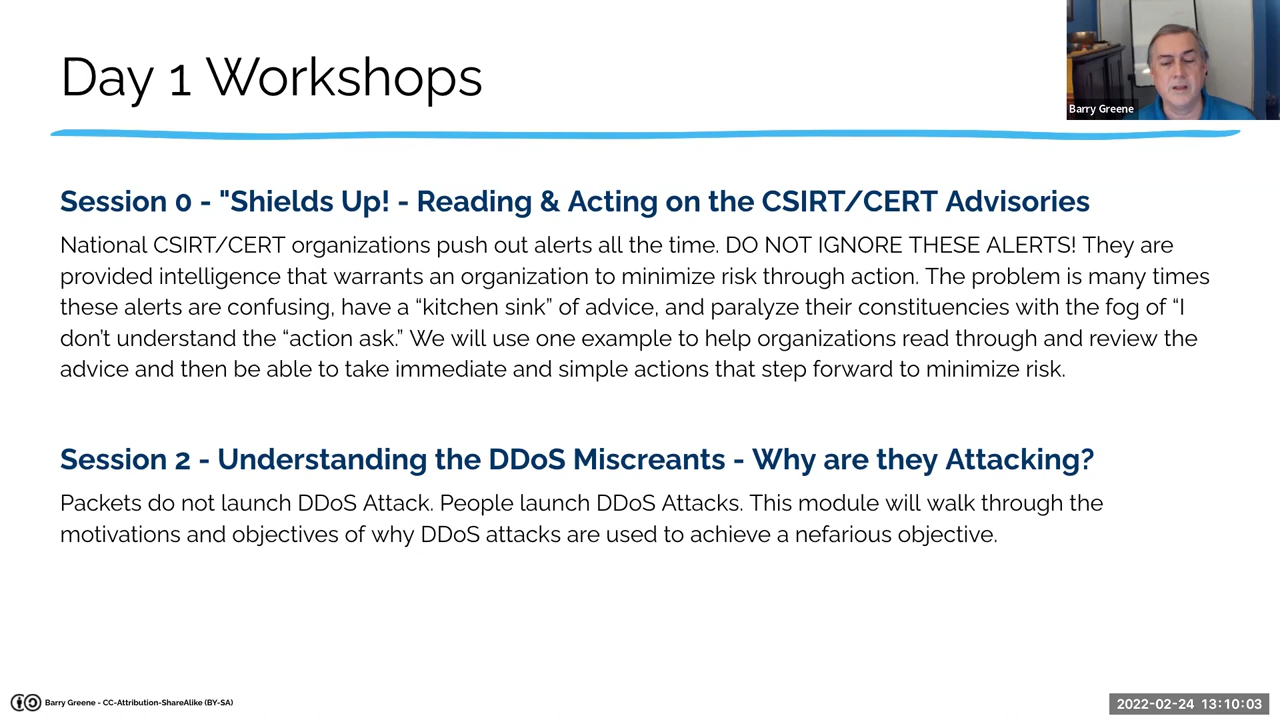 Day 1 Workshops
Barry Greene
Session 0 - "Shields Up! - Reading & Acting on the CSIRT/CERT Advisories
National CSIRT/CERT organizations push out alerts all the time. DO NOT IGNORE THESE ALERTS! They are
provided intelligence that warrants an organization to minimize risk through action. The problem is many times
these alerts are confusing, have a “kitchen sink” of advice, and paralyze their constituencies with the fog of “I
don’t understand the “action ask.” We will use one example to help organizations read through and review the
advice and then be able to take immediate and simple actions that step forward to minimize risk.
Session 2 - Understanding the DDoS Miscreants - Why are they Attacking?
Packets do not launch DDoS Attack. People launch DDoS Attacks. This module will walk through the
motivations and objectives of why DDoS attacks are used to achieve a nefarious objective.
Barry Greene - CC-Attribution-ShareAlike (BY-SA)
2022-02-24 13:10:03